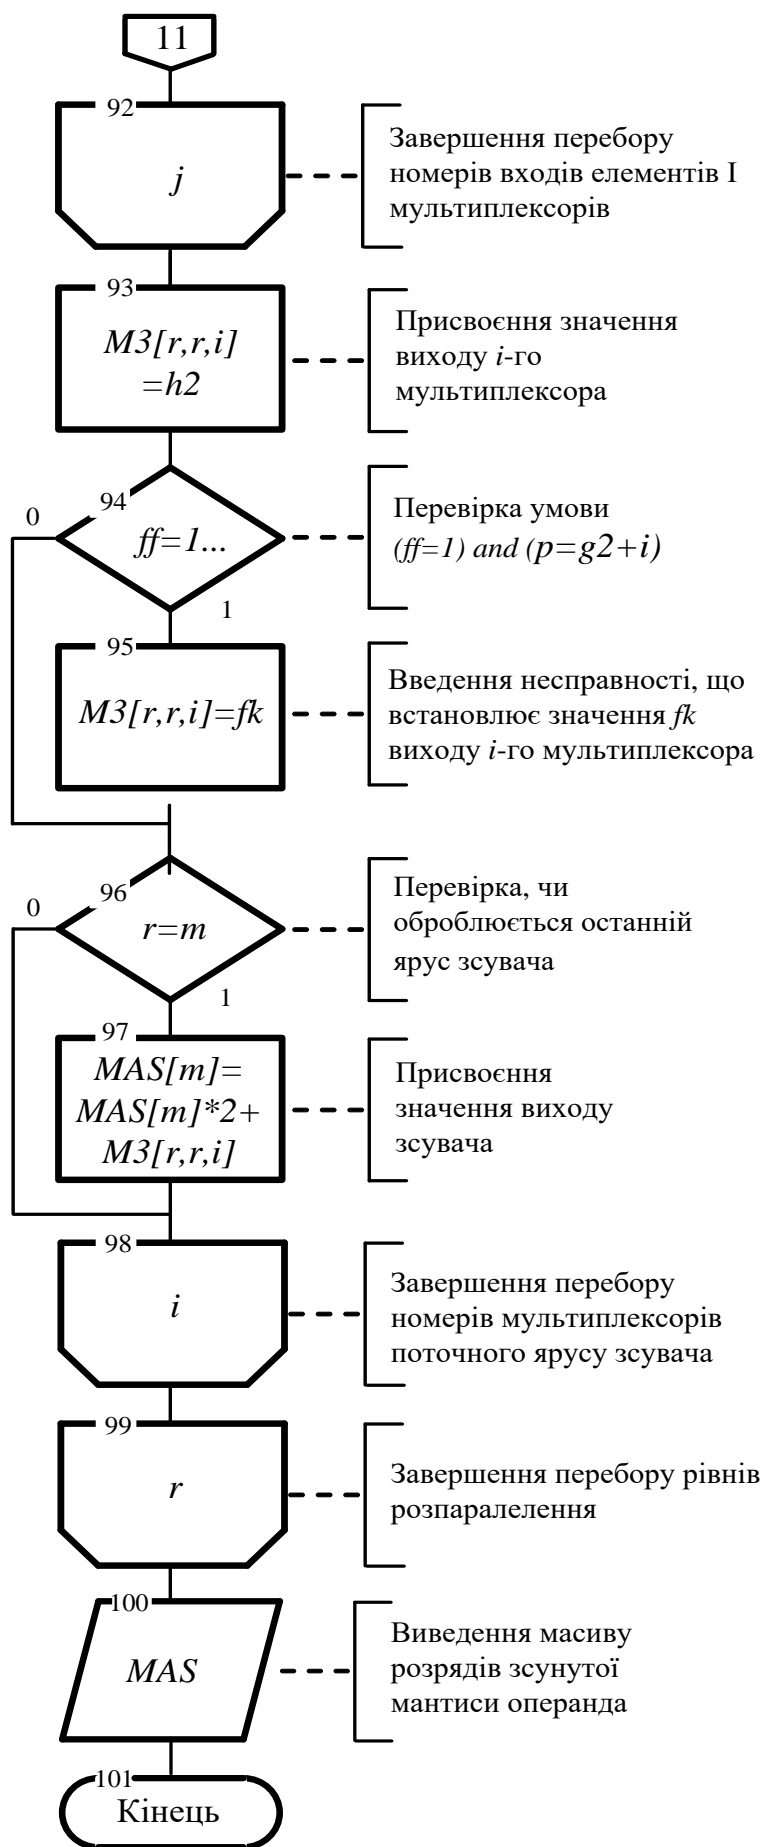 11
92
j
Завершення перебору
номерів входів елементів І
мультиплексорів
93
M3[r,r,i]
=h2
Присвоєння значення
виходу i-го
мультиплексора
94
0
ff=1...
1
Перевірка умови
(ff=1) and (p=g2+i)
95
M3[r,r,i]=fk
Введення несправності, що
встановлює значення fk
виходу i-го мультиплексора
96
0
r=m
1
Перевірка, чи
оброблюється останній
ярус зсувача
97
MAS[m]=
MAS[m]*2+
M3[r,r,i]
Присвоєння
значення виходу
зсувача
98
i
Завершення перебору
номерів мультиплексорів
поточного ярусу зсувача
99
r
Завершення перебору рівнів
розпаралелення
100
MAS
Виведення масиву
розрядів зсунутої
мантиси операнда
101
Кінець